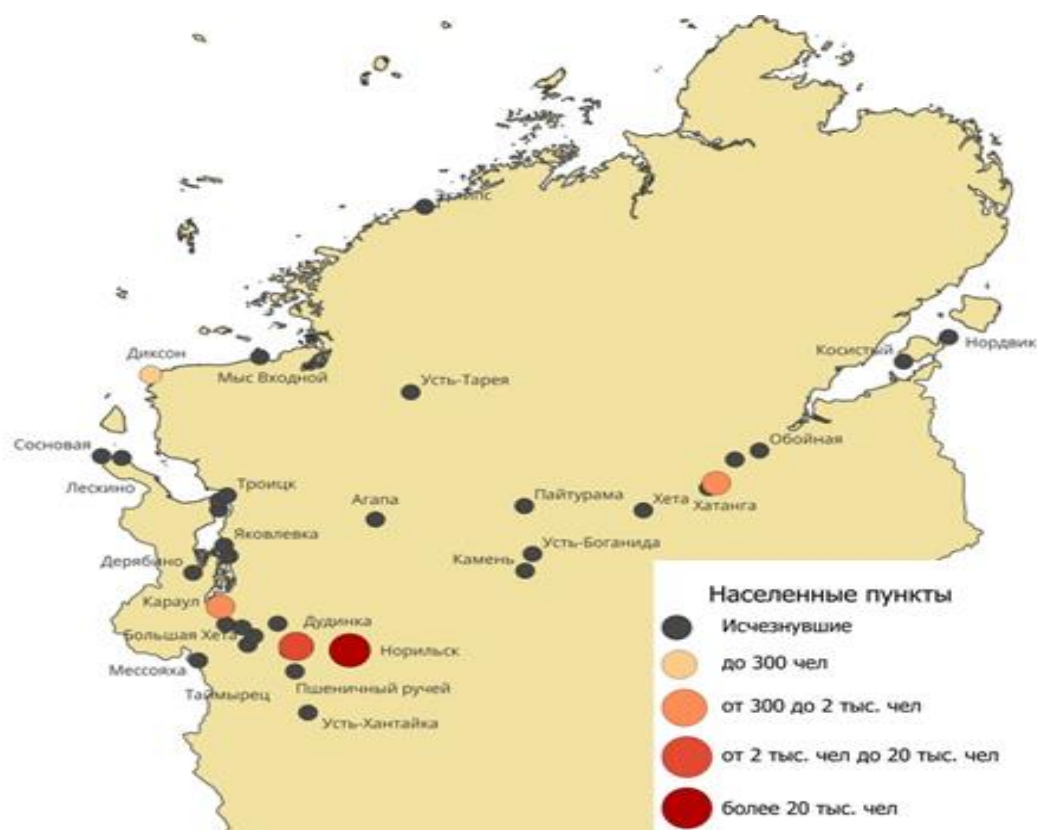 Диксон
Мыс Входной
Усть-Тарея
Косистый
Нордвик
Сосновая
Лескино
Троицк
Агапа
Пайтурама
Хета
Хатанга
Обойная
Яковлевка
Дерябино
Усть-Боганида
Камень
Караул
Дудинка
Большая Хета
Норильск
Мессояха
Таймырец
Пшеничный ручей
Усть-Хантайка
Населенные пункты
Исчезнувшие
до 300 чел
от 300 до 2 тыс. чел
от 2 тыс. чел до 20 тыс. чел
более 20 тыс. чел